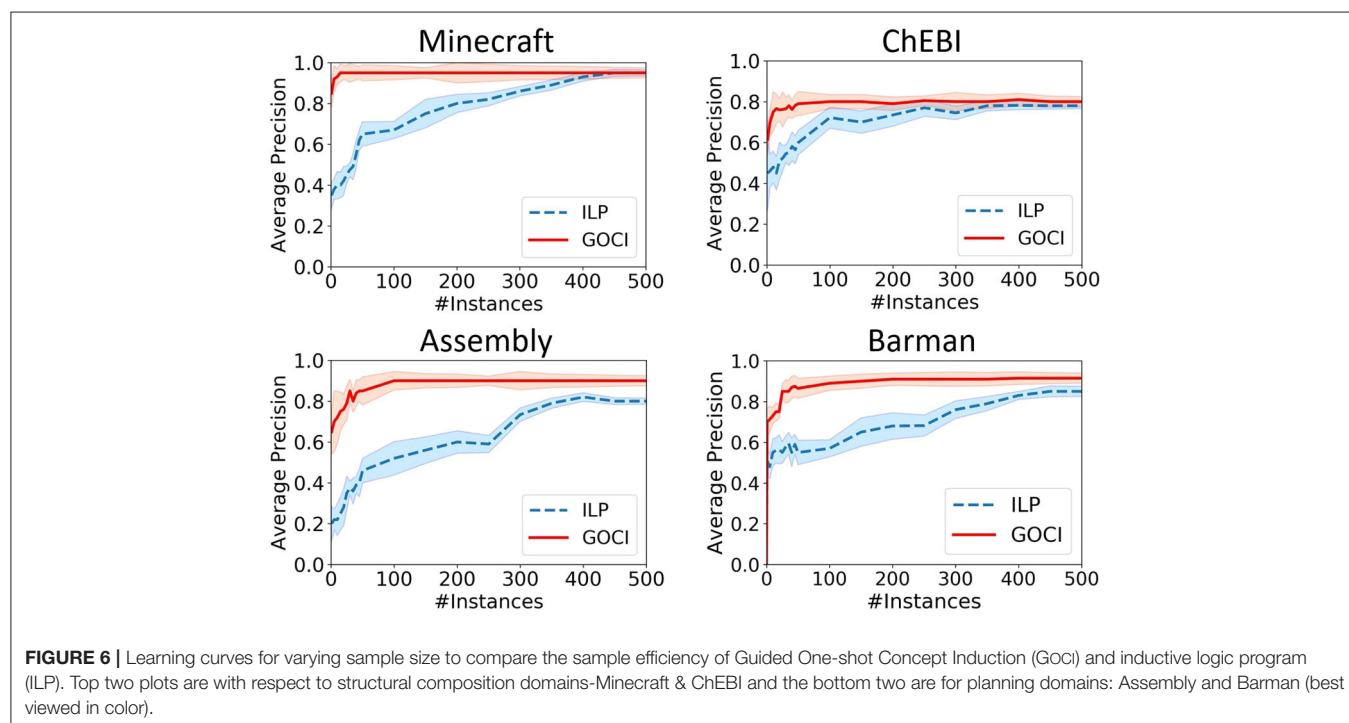 Minecraft
1.0
0.8
0.6
0.4
0.2
0.0
Average Precision
ILP
GOCI
0 100 200 300 400 500
#Instances
ChEBI
1.0
0.8
0.6
0.4
0.2
0.0
Average Precision
ILP
GOCI
0 100 200 300 400 500
#Instances
Assembly
1.0
0.8
0.6
0.4
0.2
0.0
Average Precision
ILP
GOCI
0 100 200 300 400 500
#Instances
Barman
1.0
0.8
0.6
0.4
0.2
0.0
Average Precision
ILP
GOCI
0 100 200 300 400 500
#Instances
FIGURE 6 | Learning curves for varying sample size to compare the sample efficiency of Guided One-shot Concept Induction (GOCI) and inductive logic program
(ILP). Top two plots are with respect to structural composition domains-Minecraft & ChEBI and the bottom two are for planning domains: Assembly and Barman (best
viewed in color).